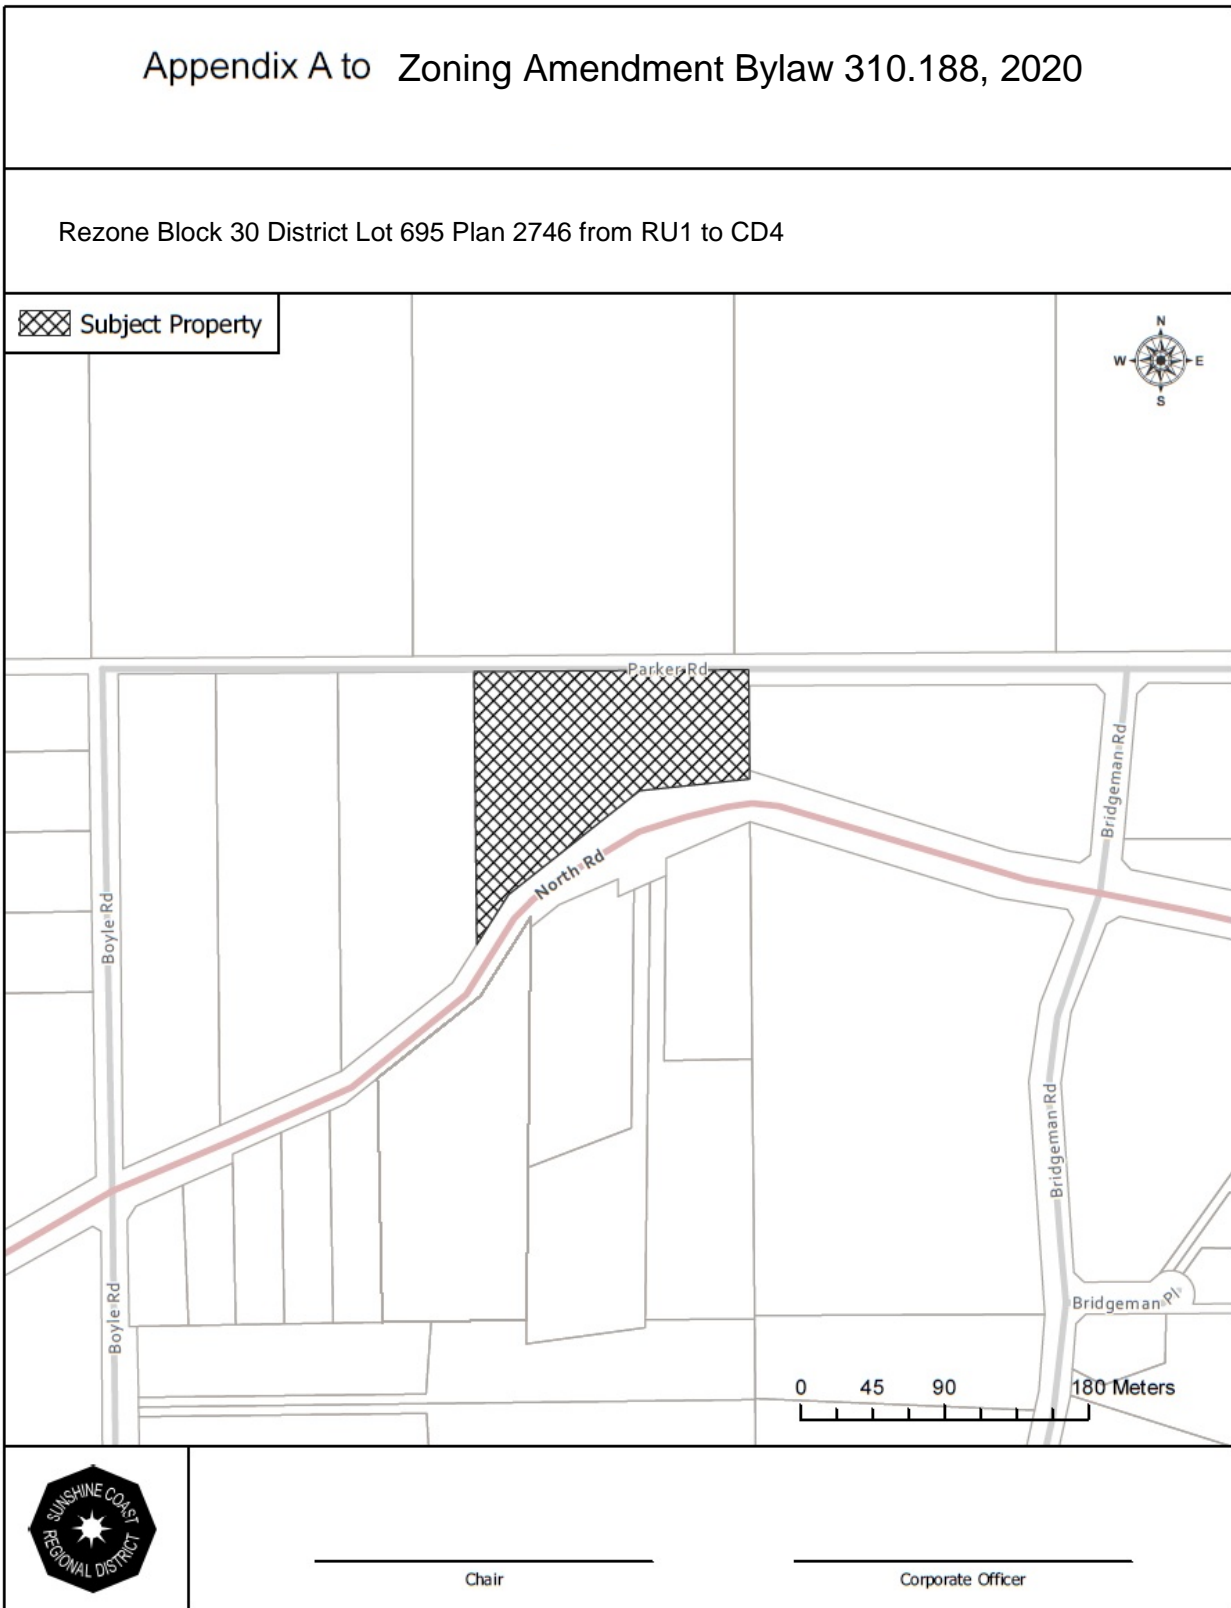 Appendix A to Zoning Amendment Bylaw 310.188, 2020
Rezone Block 30 District Lot 695 Plan 2746 from RU1 to CD4
Subject Property
N
W E
S
Parker Rd
Bridgeman Rd
North Rd
Boyle Rd
Bridgeman Rd
Boyle Rd
Bridgeman Pl
0 45 90 180 Meters
SUNSHINE COAST
REGIONAL DISTRICT
Chair
Corporate Officer